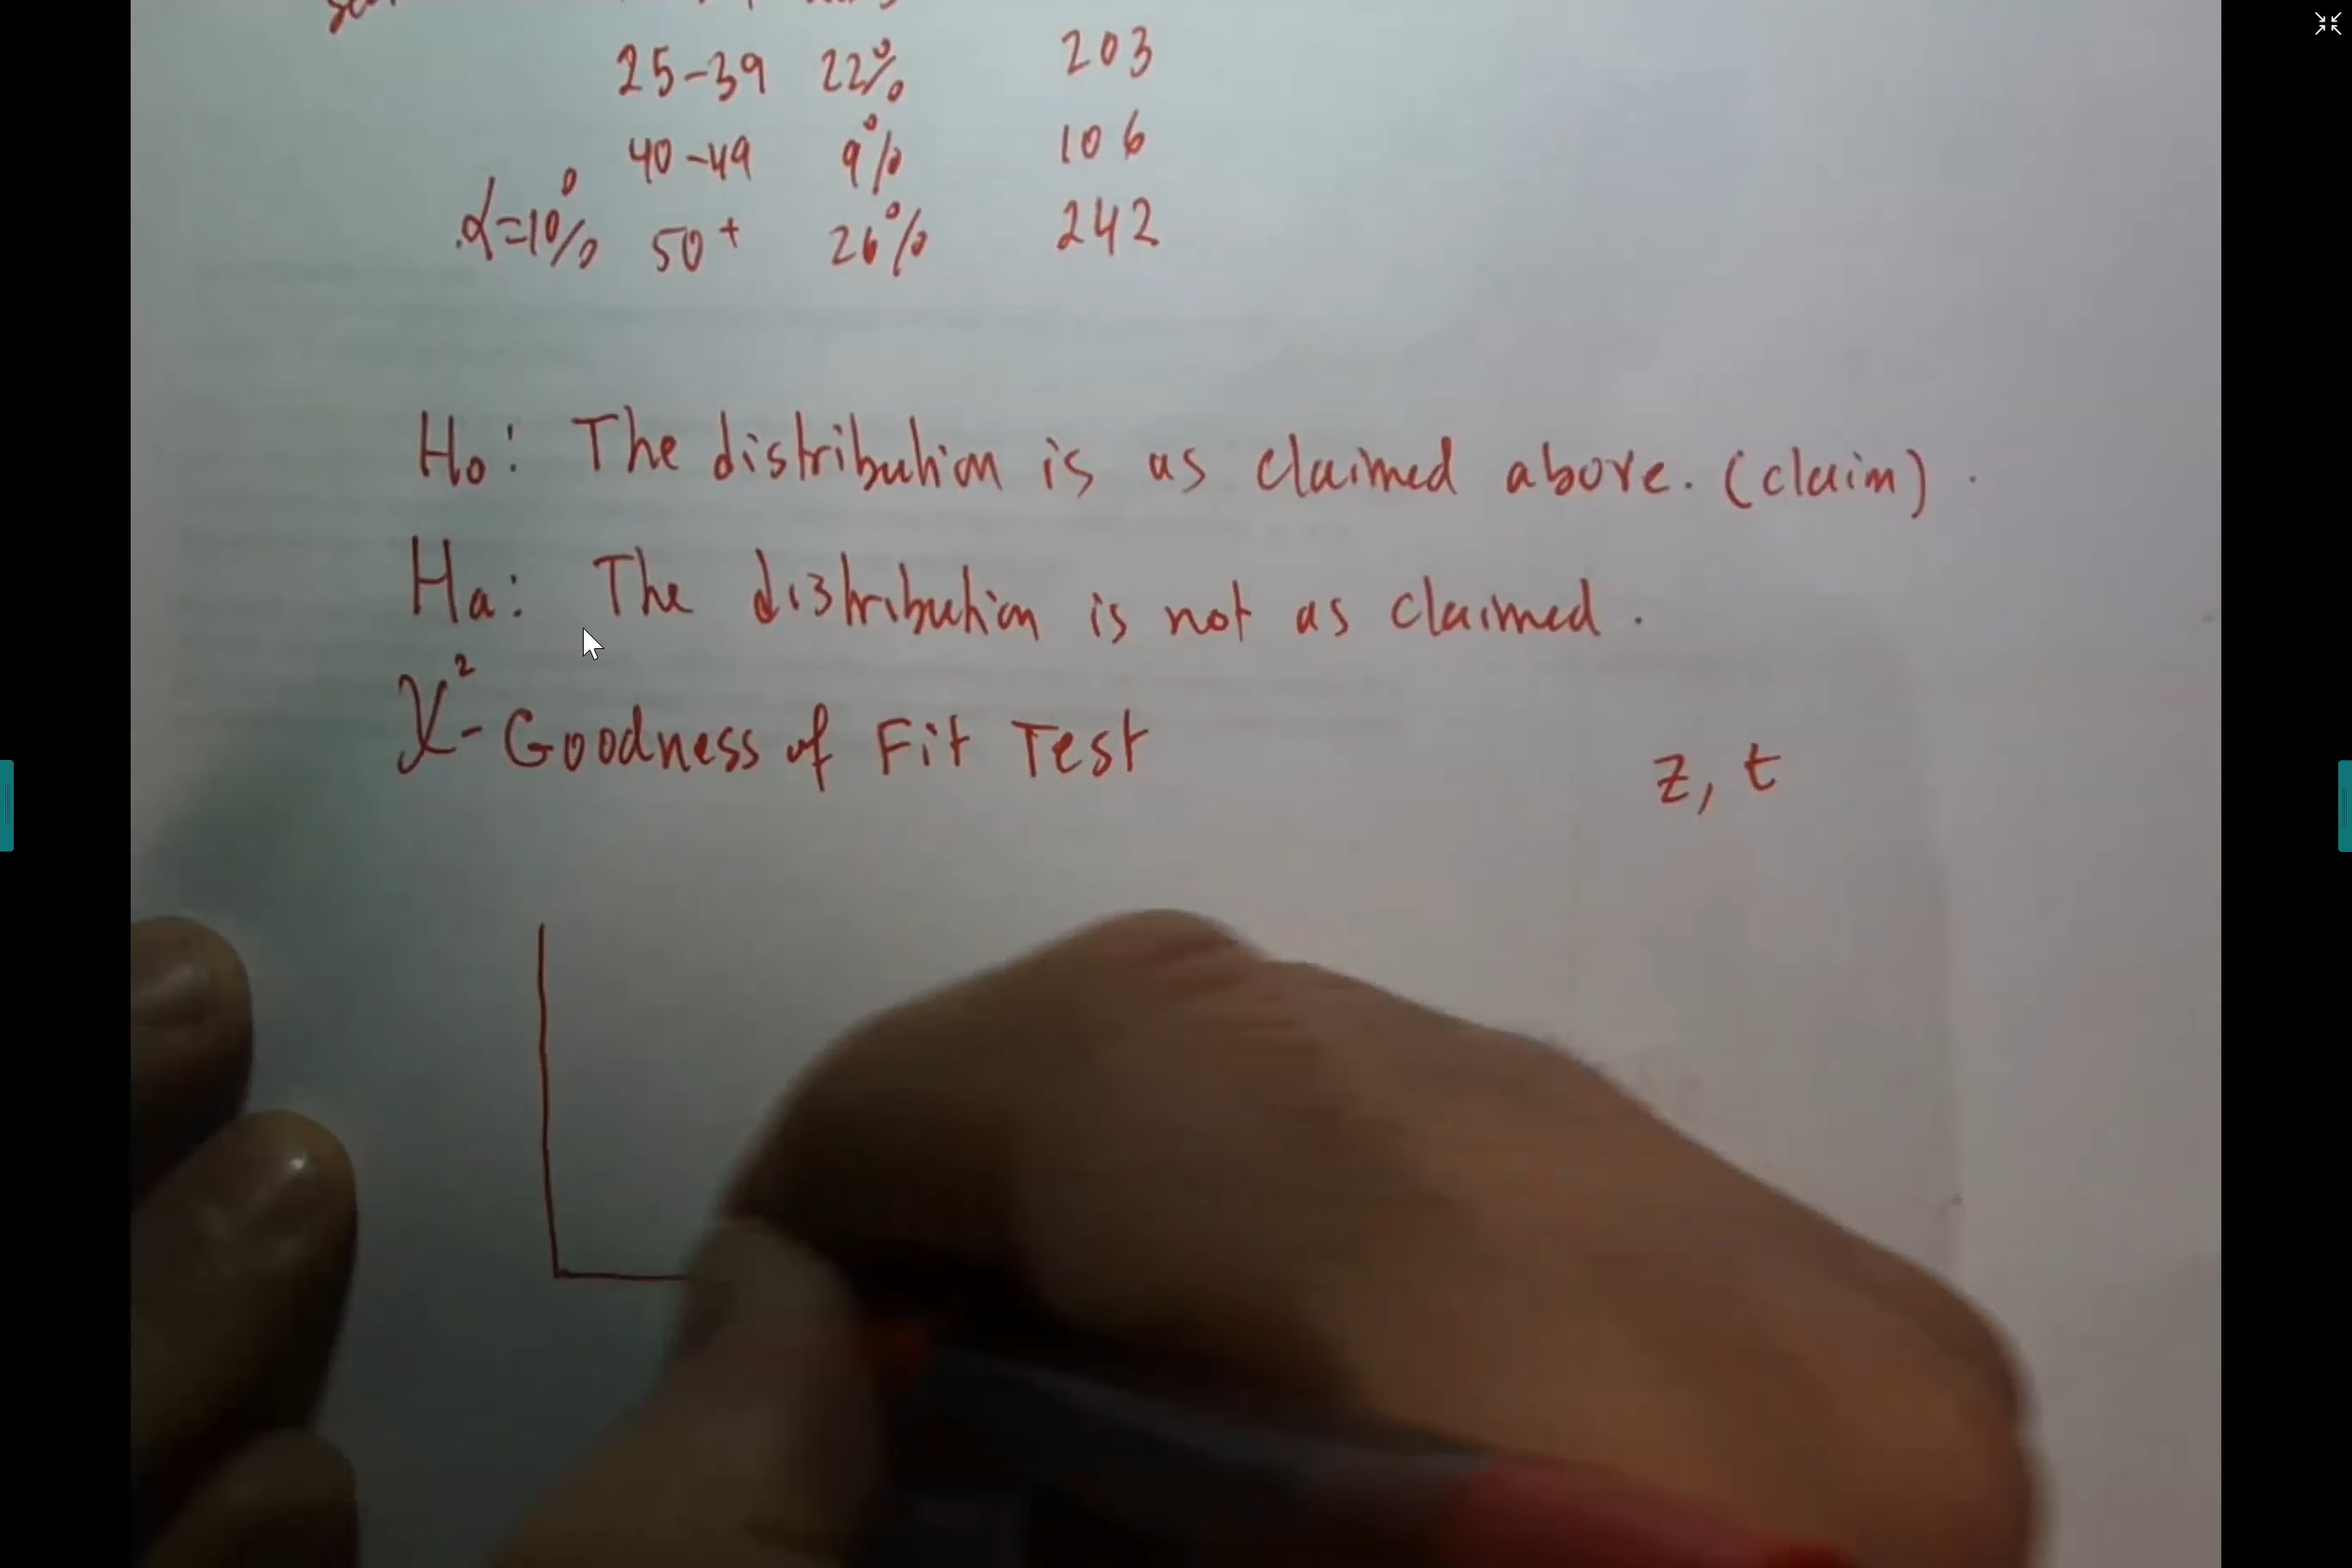 25-39 22% 203
40-49 9% 106
α=10% 50+ 26% 242
H₀: The distribution is as claimed above. (claim).
Ha: The distribution is not as claimed.
χ²- Goodness of Fit Test
z, t